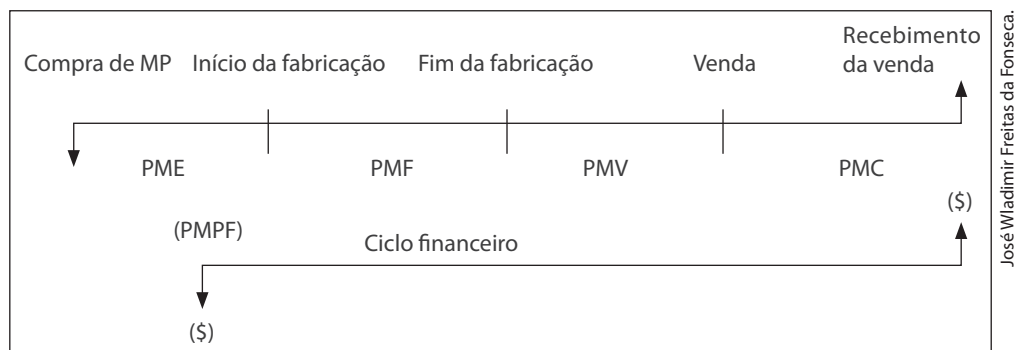 Compra de MP Início da fabricação Fim da fabricação Venda Recebimento
da venda
PME PMF PMV PMC
($)
(PMPF)
Ciclo financeiro
($)
José Wladimir Freitas da Fonseca.